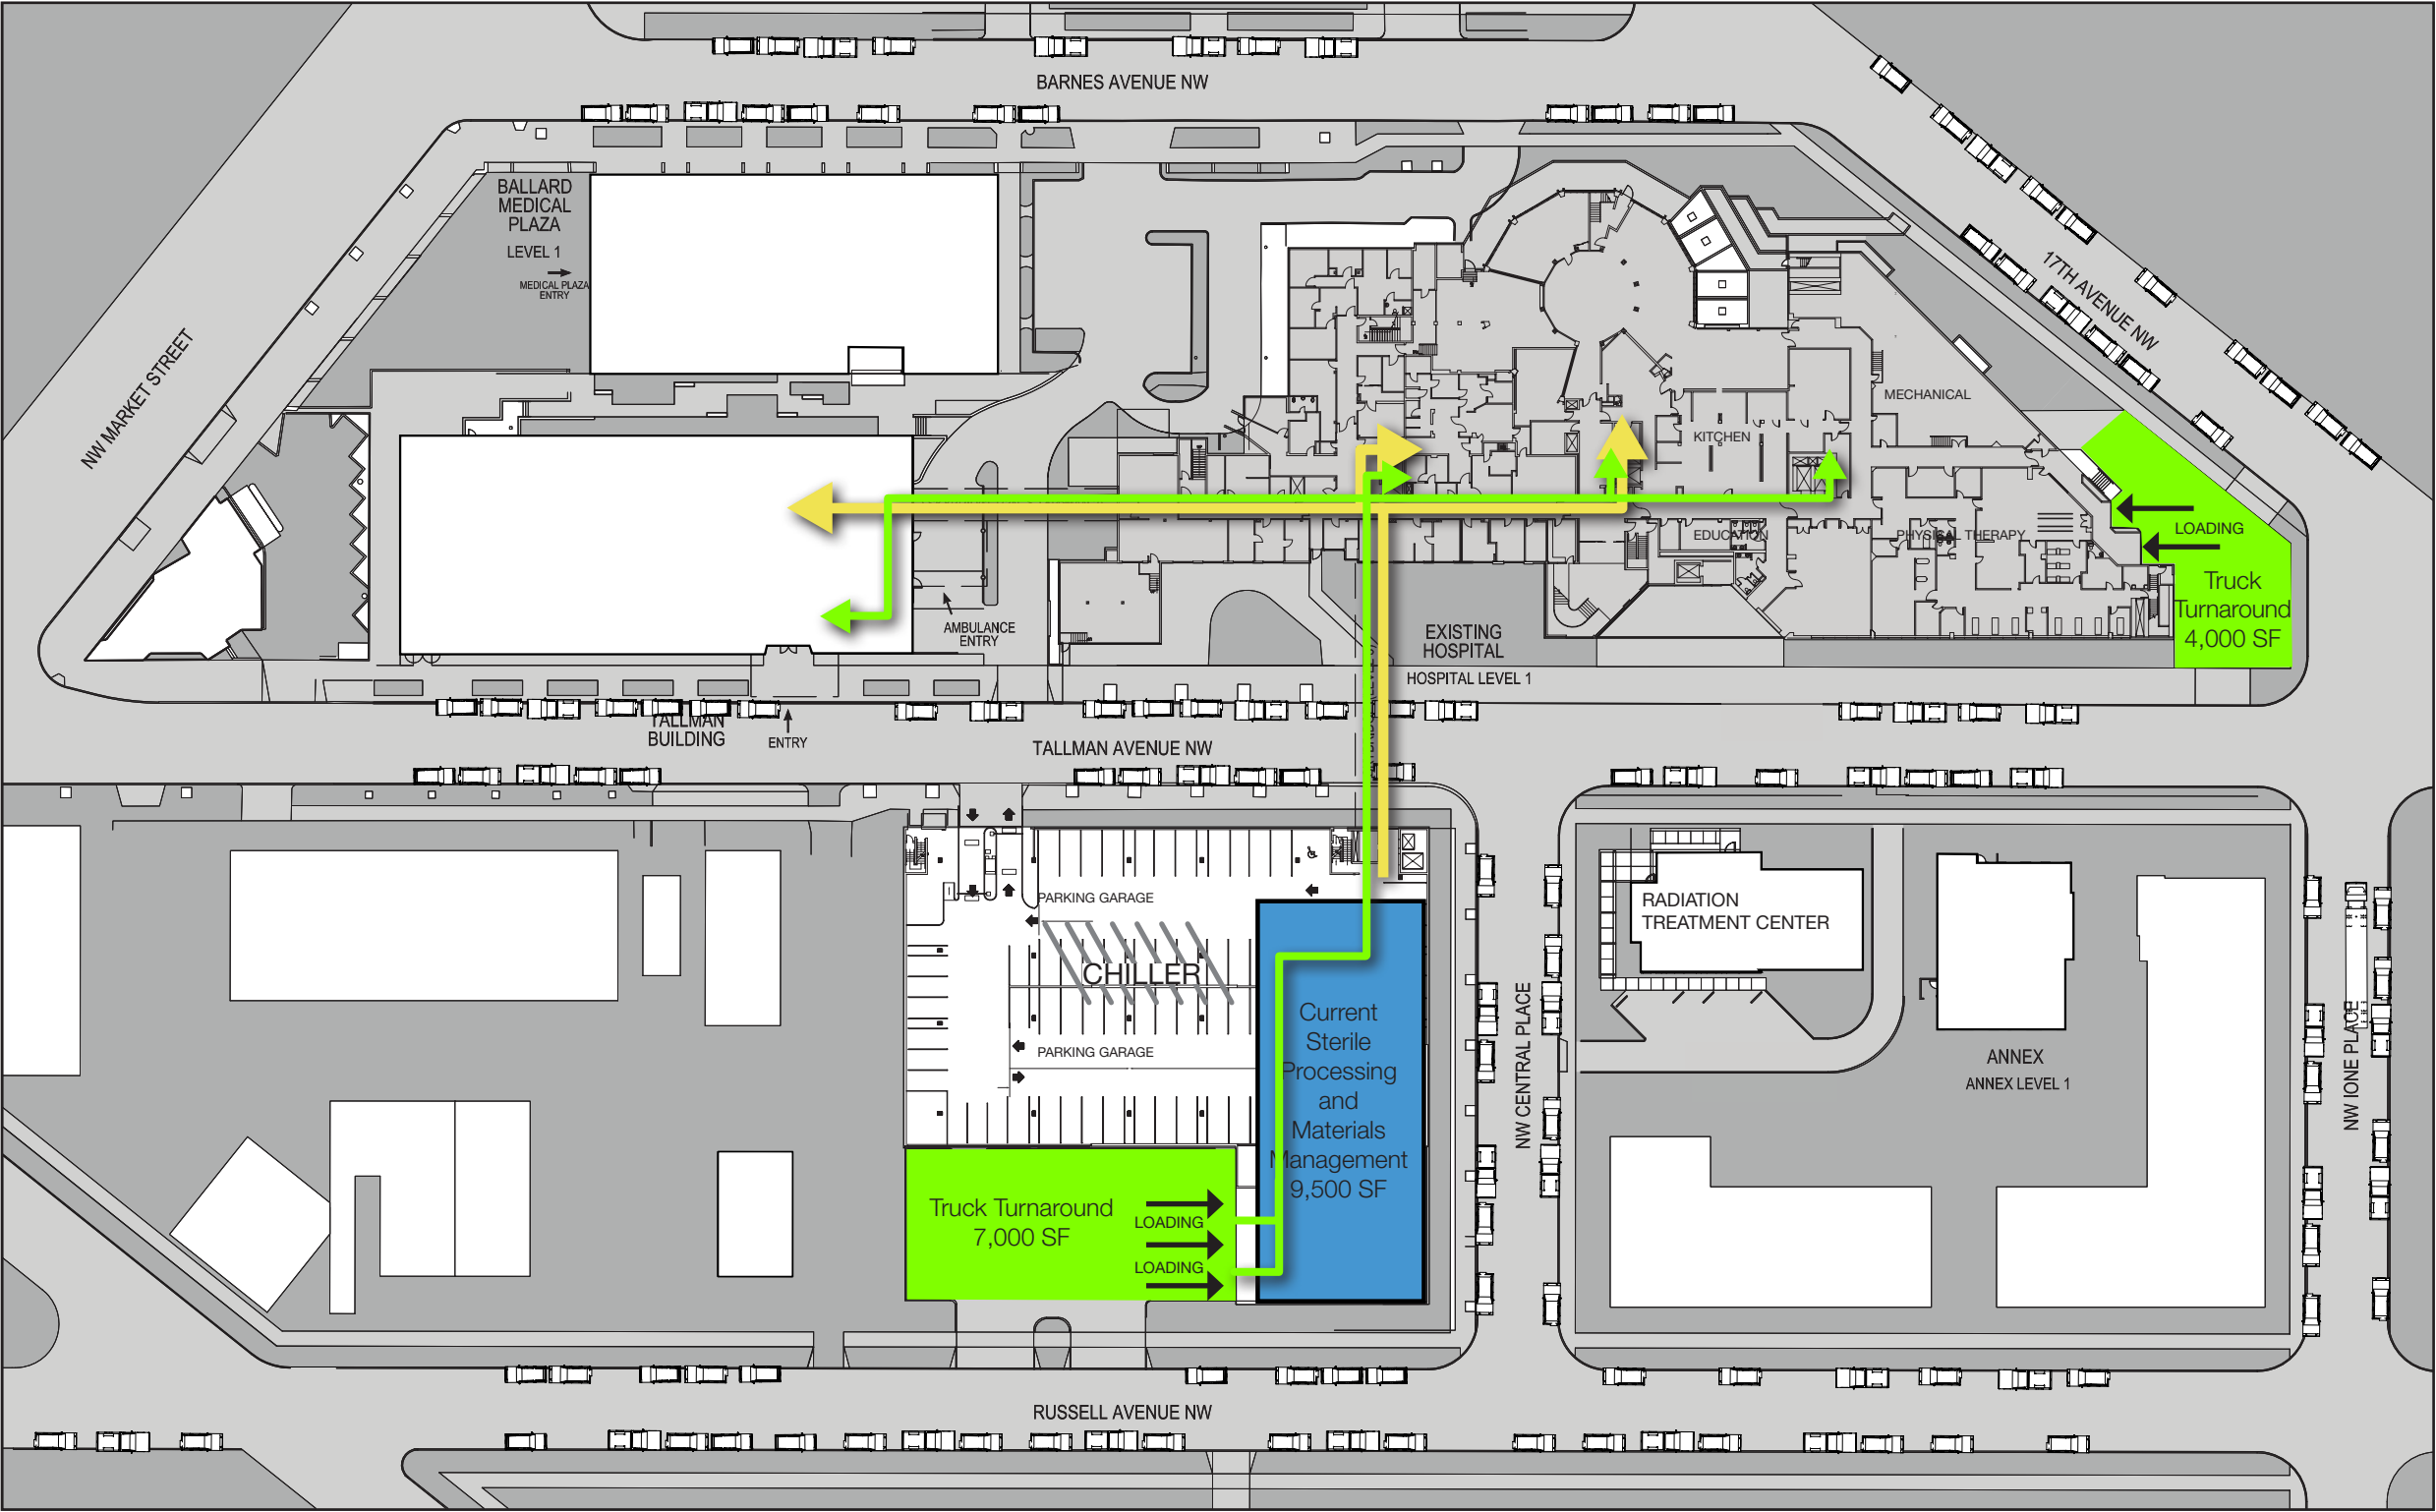 BARNES AVENUE NW
BALLARD
MEDICAL
PLAZA
LEVEL 1
MEDICAL PLAZA
ENTRY
17TH AVENUE NW
NW MARKET STREET
MECHANICAL
KITCHEN
EDUCATION
PHYSICAL THERAPY
LOADING
Truck
Turnaround
4,000 SF
AMBULANCE
ENTRY
EXISTING
HOSPITAL
HOSPITAL LEVEL 1
TALLMAN
BUILDING
ENTRY
TALLMAN AVENUE NW
PARKING GARAGE
CHILLER
PARKING GARAGE
Current
Sterile
Processing
and
Materials
Management
9,500 SF
Truck Turnaround
7,000 SF
LOADING
LOADING
NW CENTRAL PLACE
RADIATION
TREATMENT CENTER
ANNEX
ANNEX LEVEL 1
NW IONE PLACE
RUSSELL AVENUE NW